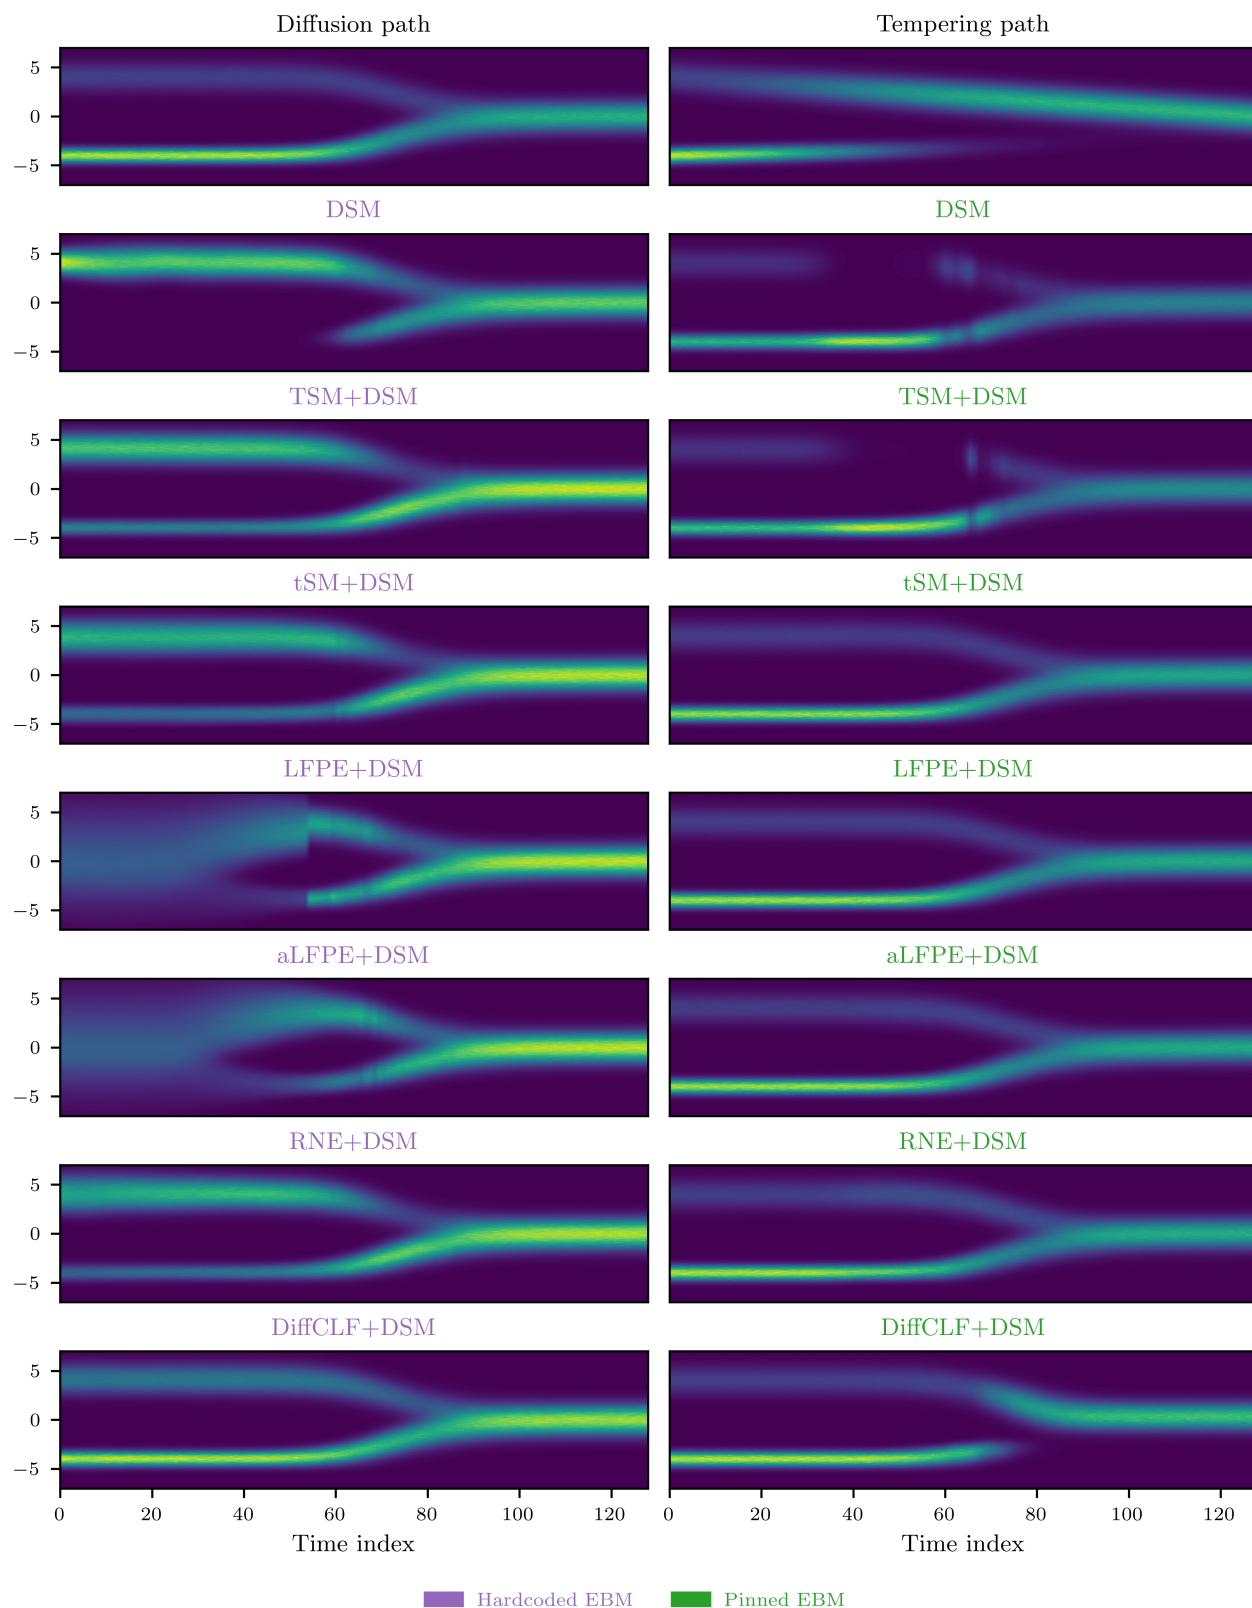 Diffusion path Tempering path
5
0
−5
DSM DSM
5
0
−5
TSM+DSM TSM+DSM
5
0
−5
tSM+DSM tSM+DSM
5
0
−5
LFPE+DSM LFPE+DSM
5
0
−5
aLFPE+DSM aLFPE+DSM
5
0
−5
RNE+DSM RNE+DSM
5
0
−5
DiffCLF+DSM DiffCLF+DSM
5
0
−5
0 20 40 60 80 100 120 0 20 40 60 80 100 120
Time index Time index
Hardcoded EBM Pinned EBM